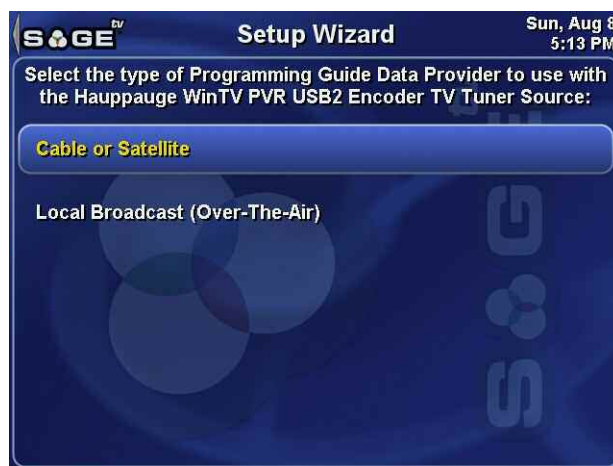 SAGE tv
Setup Wizard
Sun, Aug 8
5:13 PM
Select the type of Programming Guide Data Provider to use with
the Hauppauge WinTV PVR USB2 Encoder TV Tuner Source:
Cable or Satellite
Local Broadcast (Over-The-Air)
SAGE tv